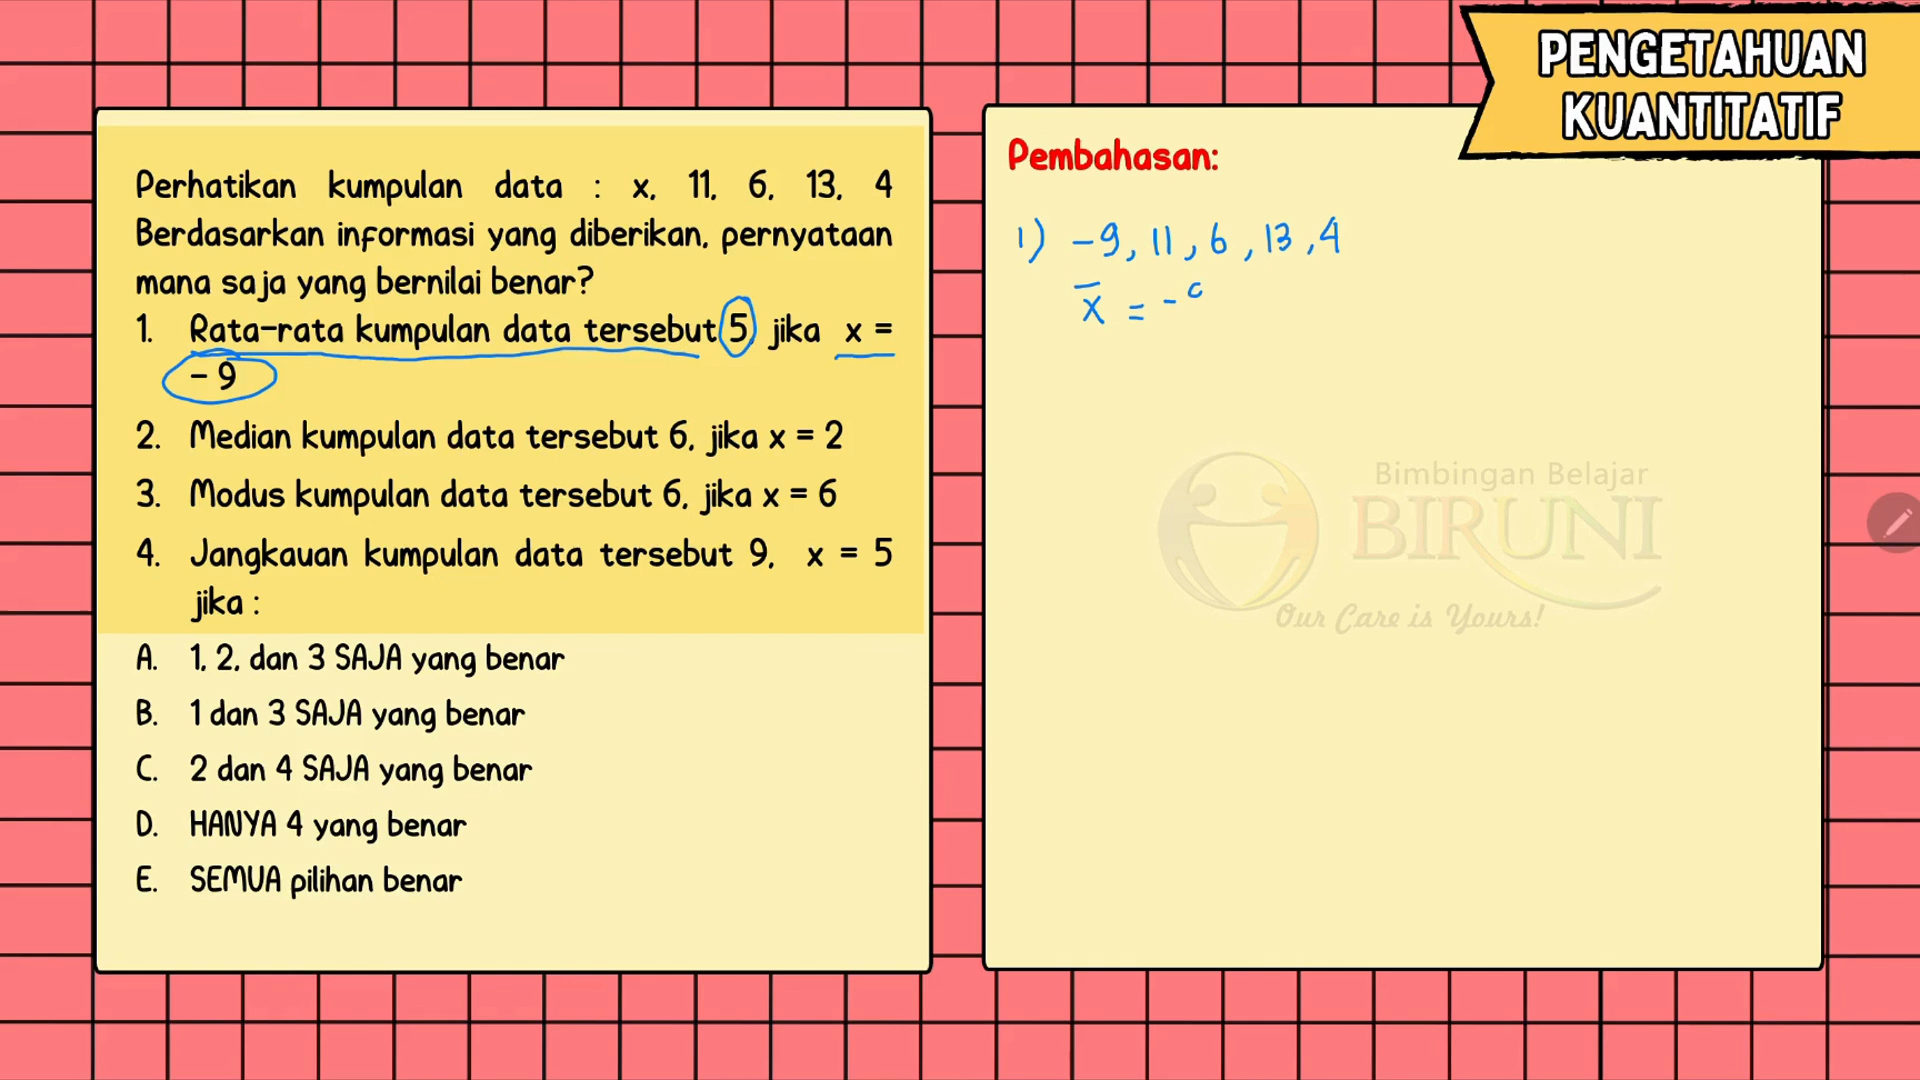 PENGETAHUAN
KUANTITATIF
Perhatikan kumpulan data : x, 11, 6, 13, 4
Berdasarkan informasi yang diberikan, pernyataan
mana saja yang bernilai benar?
1. Rata-rata kumpulan data tersebut 5 jika x =
– 9
2. Median kumpulan data tersebut 6, jika x = 2
3. Modus kumpulan data tersebut 6, jika x = 6
4. Jangkauan kumpulan data tersebut 9, x = 5
jika :
A. 1, 2, dan 3 SAJA yang benar
B. 1 dan 3 SAJA yang benar
C. 2 dan 4 SAJA yang benar
D. HANYA 4 yang benar
E. SEMUA pilihan benar
Pembahasan:
1) -9, 11, 6, 13, 4
x̄ = -
Bimbingan Belajar
BIRUNI
Our Care is Yours!